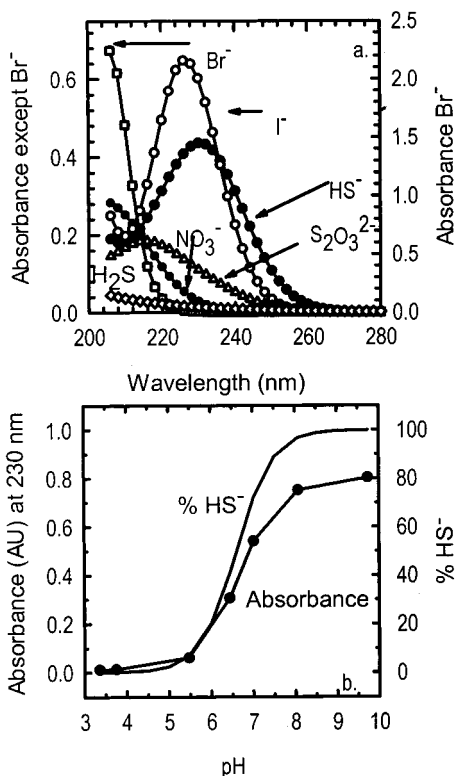 a.
Absorbance except Br⁻
0.6
0.4
0.2
0.0
Br⁻
I⁻
HS⁻
S₂O₃²⁻
NO₃⁻
H₂S
2.5
2.0
1.5
1.0
0.5
0.0
Absorbance Br⁻
200 220 240 260 280
Wavelength (nm)
Absorbance (AU) at 230 nm
1.0
0.8
0.6
0.4
0.2
0.0
% HS⁻
Absorbance
b.
100
80
60
30
20
0
% HS⁻
3 4 5 6 7 8 9 10
pH